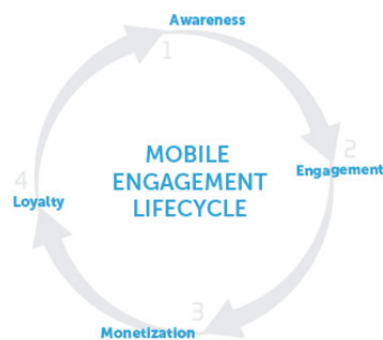 Awareness
1
2
Engagement
MOBILE
ENGAGEMENT
LIFECYCLE
4
Loyalty
3
Monetization